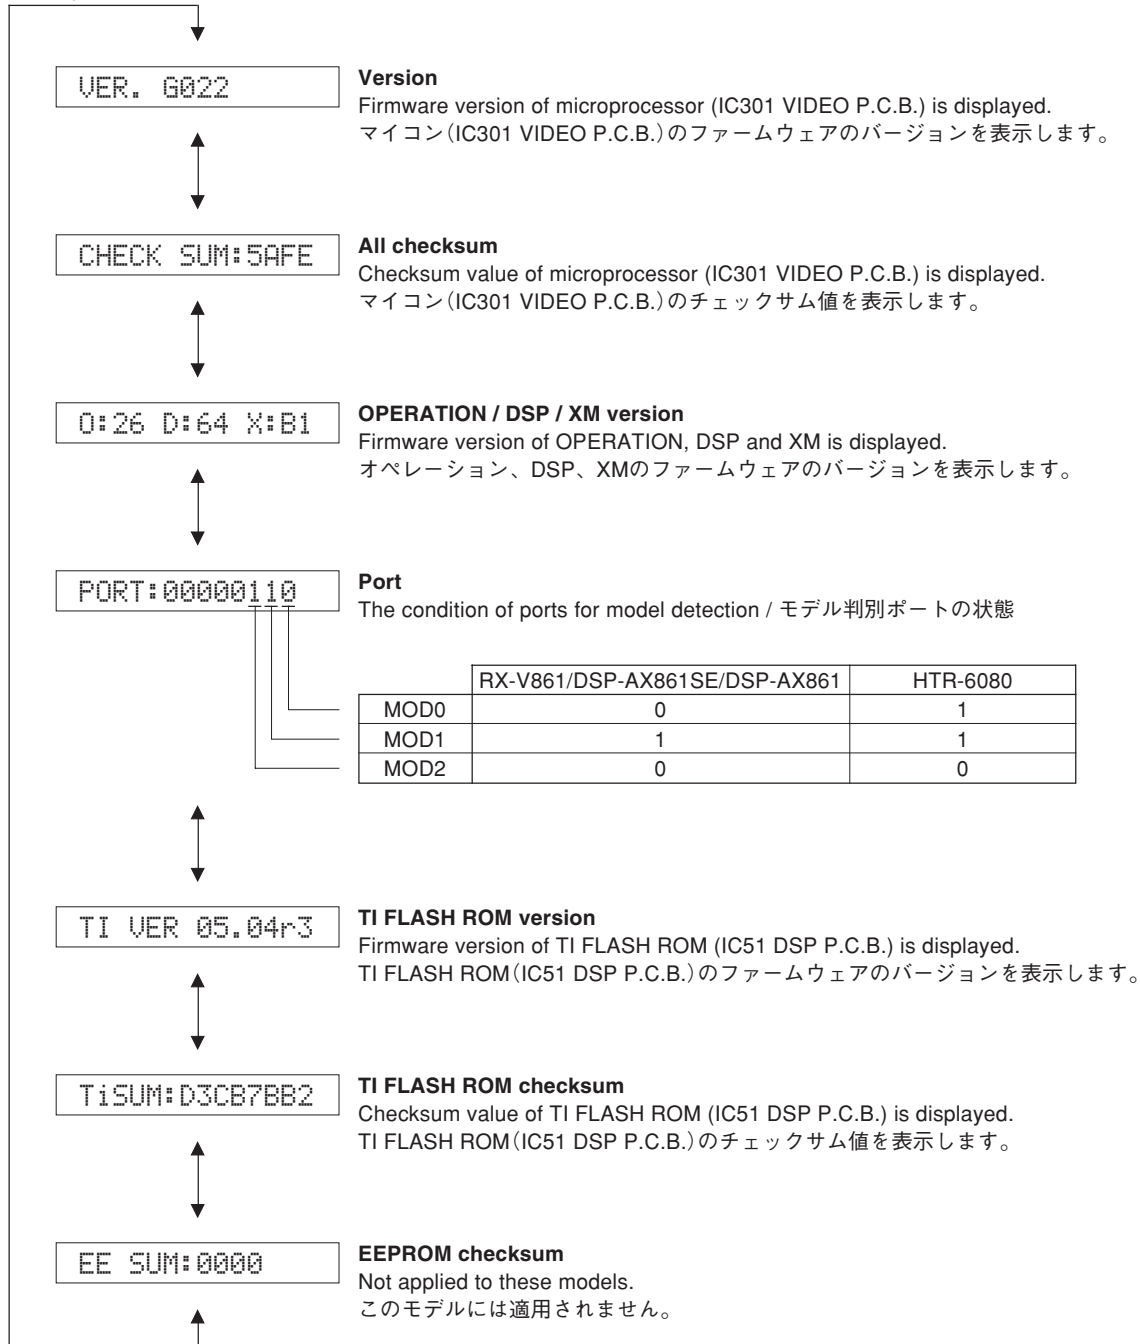 VER. G022
Version
Firmware version of microprocessor (IC301 VIDEO P.C.B.) is displayed.
マイコン(IC301 VIDEO P.C.B.)のファームウェアのバージョンを表示します。
CHECK SUM:5AFE
All checksum
Checksum value of microprocessor (IC301 VIDEO P.C.B.) is displayed.
マイコン(IC301 VIDEO P.C.B.)のチェックサム値を表示します。
O:26 D:64 X:B1
OPERATION / DSP / XM version
Firmware version of OPERATION, DSP and XM is displayed.
オペレーション、DSP、XMのファームウェアのバージョンを表示します。
PORT:00000110
Port
The condition of ports for model detection / モデル判別ポートの状態
RX-V861/DSP-AX861SE/DSP-AX861 HTR-6080
MOD0 0 1
MOD1 1 1
MOD2 0 0
TI VER 05.04r3
TI FLASH ROM version
Firmware version of TI FLASH ROM (IC51 DSP P.C.B.) is displayed.
TI FLASH ROM(IC51 DSP P.C.B.)のファームウェアのバージョンを表示します。
TiSUM:D3CB7BB2
TI FLASH ROM checksum
Checksum value of TI FLASH ROM (IC51 DSP P.C.B.) is displayed.
TI FLASH ROM(IC51 DSP P.C.B.)のチェックサム値を表示します。
EE SUM:0000
EEPROM checksum
Not applied to these models.
このモデルには適用されません。